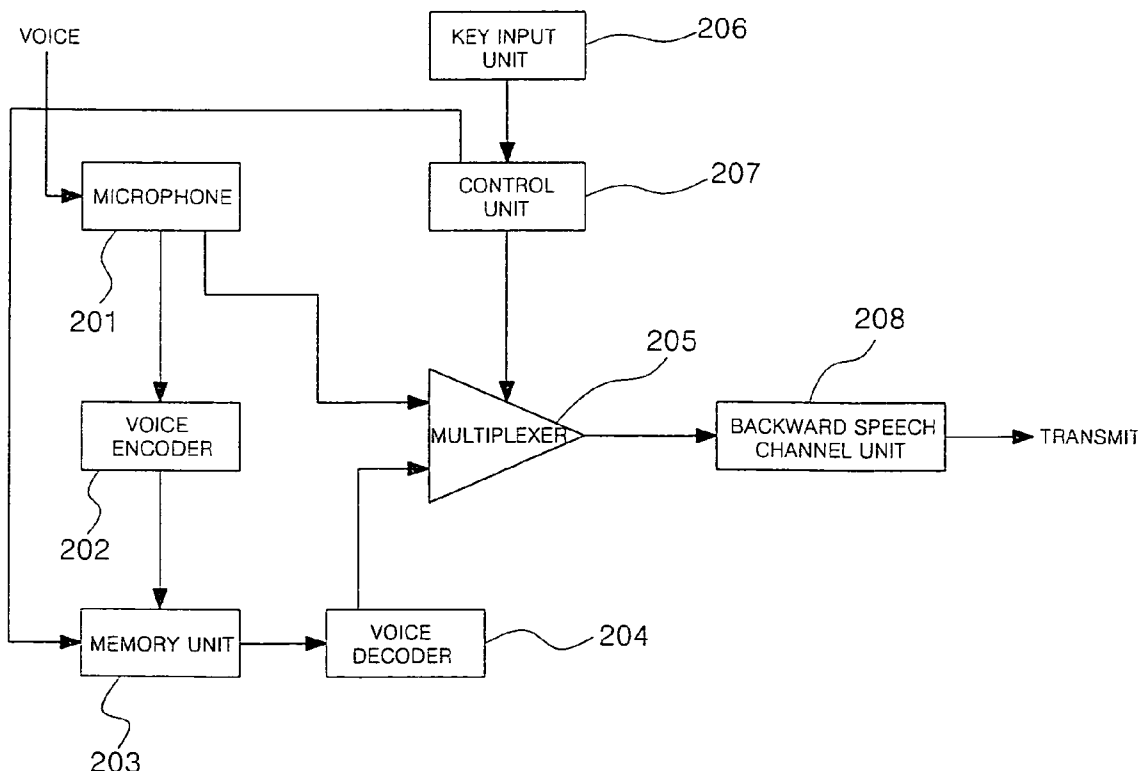 VOICE
KEY INPUT
UNIT
206
MICROPHONE
CONTROL
UNIT
207
201
205
208
VOICE
ENCODER
MULTIPLEXER
BACKWARD SPEECH
CHANNEL UNIT
TRANSMIT
202
MEMORY UNIT
VOICE
DECODER
204
203